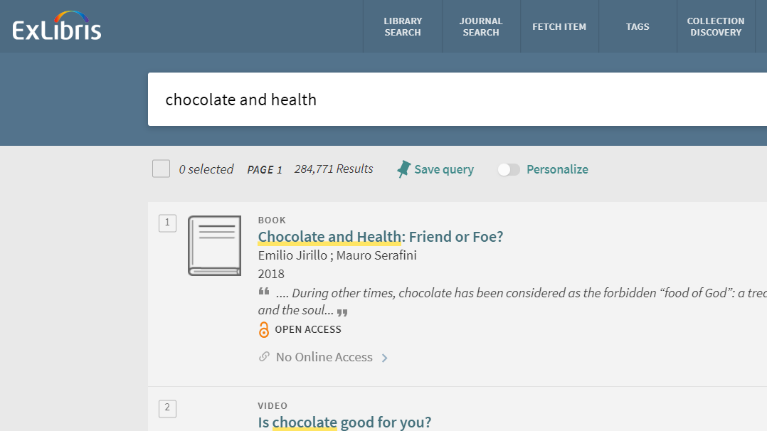 ExLibris
LIBRARY
SEARCH
JOURNAL
SEARCH
FETCH ITEM
TAGS
COLLECTION
DISCOVERY
chocolate and health
0 selected PAGE 1 284,771 Results Save query Personalize
1
BOOK
Chocolate and Health: Friend or Foe?
Emilio Jirillo ; Mauro Serafini
2018
❝ .... During other times, chocolate has been considered as the forbidden “food of God”: a
and the soul... ❞
OPEN ACCESS
No Online Access >
2
VIDEO
Is chocolate good for you?